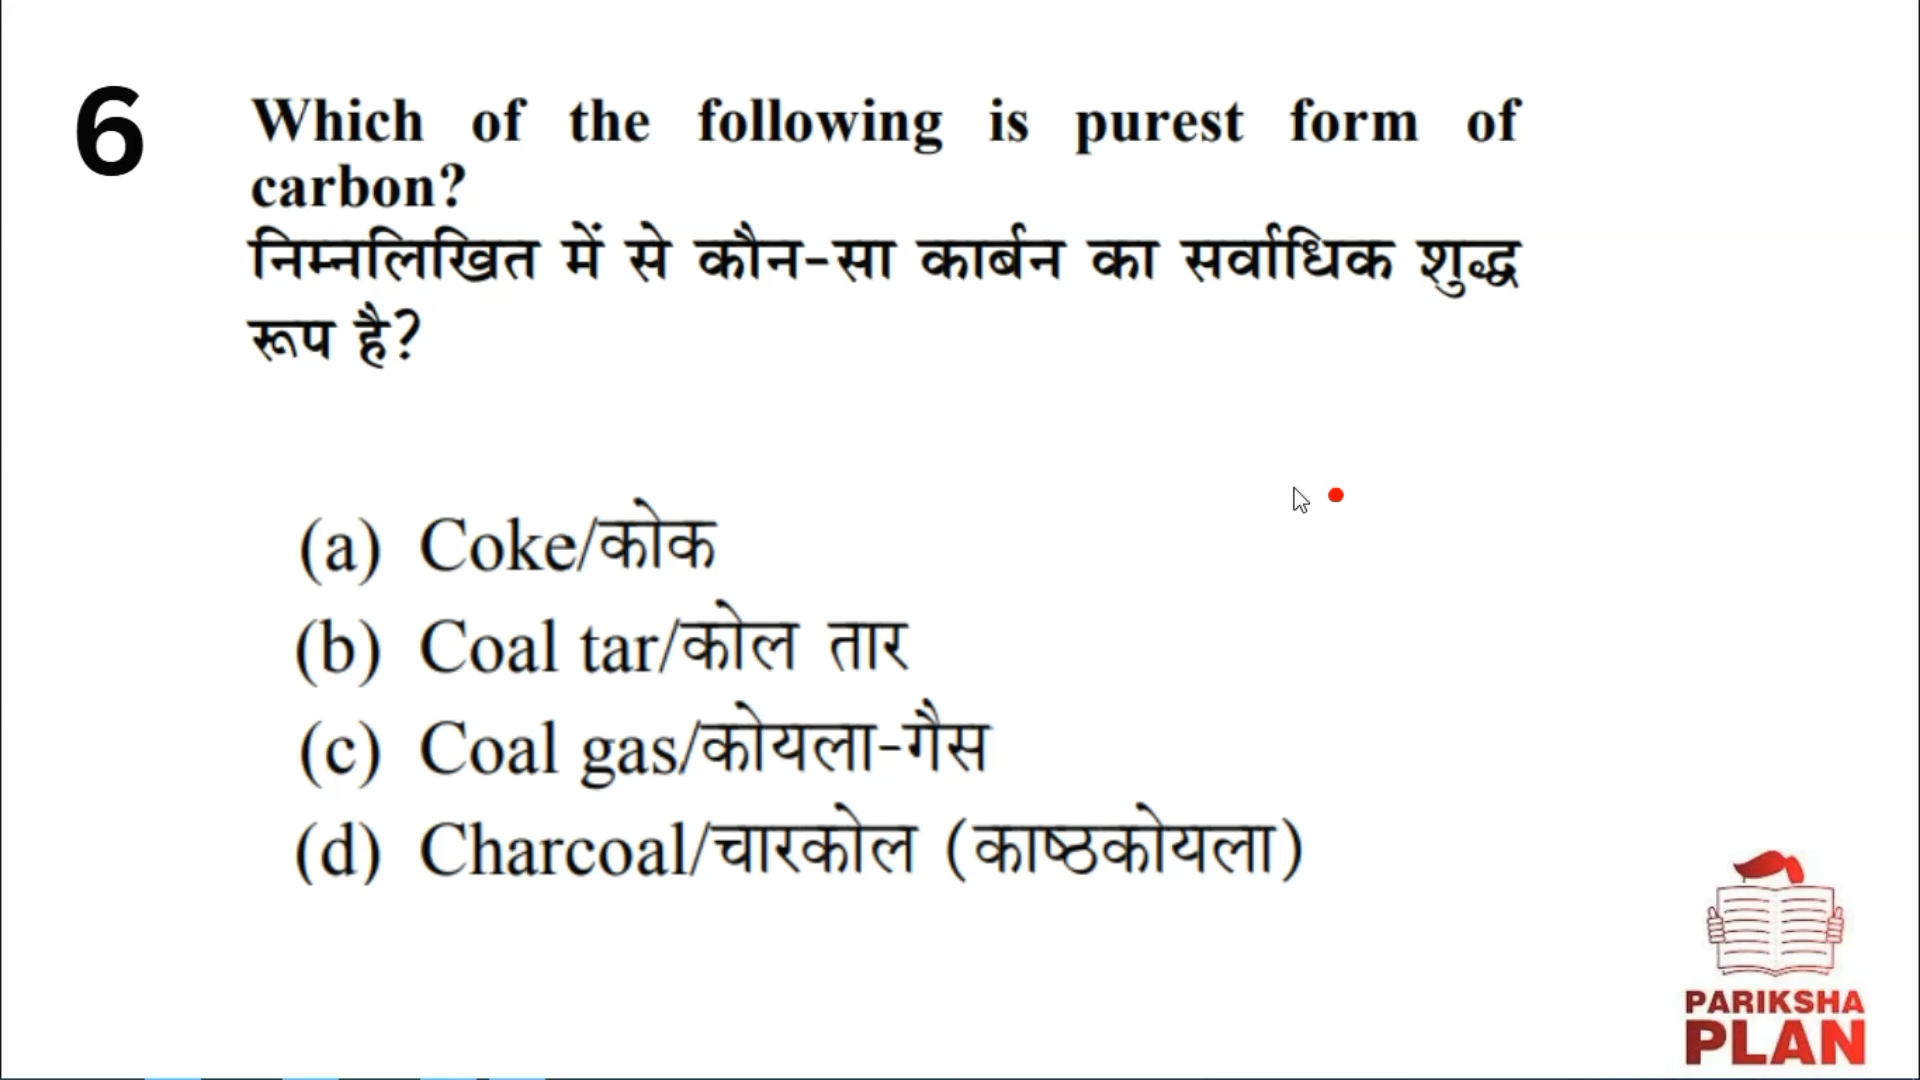 6
Which of the following is purest form of
carbon?
निम्नलिखित में से कौन-सा कार्बन का सर्वाधिक शुद्ध
रूप है?
(a) Coke/कोक
(b) Coal tar/कोल तार
(c) Coal gas/कोयला-गैस
(d) Charcoal/चारकोल (काष्ठकोयला)
PARIKSHA
PLAN